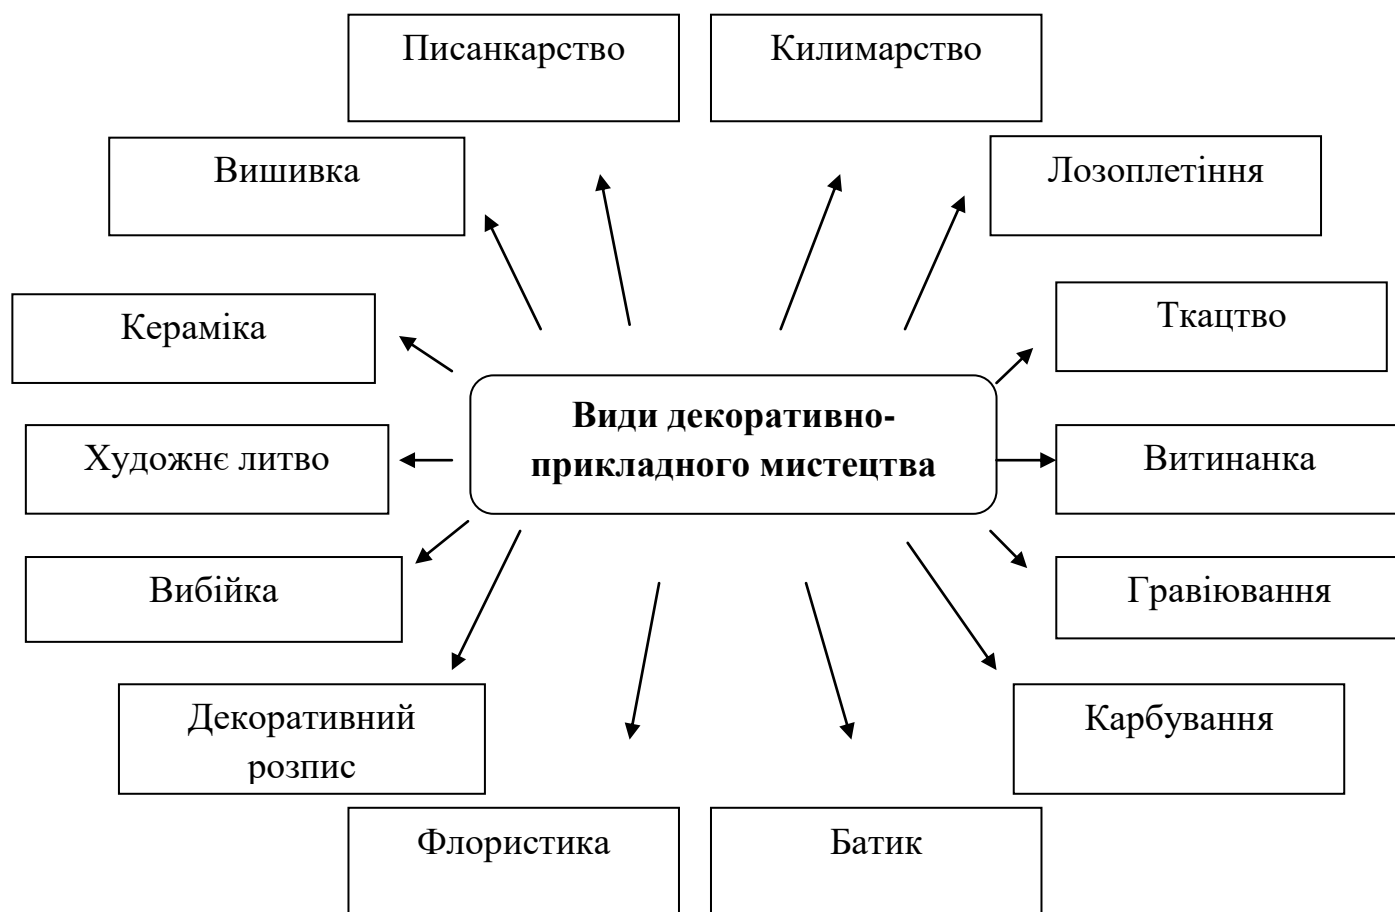 Писанкарство
Килимарство
Вишивка
Лозоплетіння
Кераміка
Ткацтво
Види декоративно-
прикладного мистецтва
Художнє литво
Витинанка
Вибійка
Гравіювання
Декоративний
розпис
Карбування
Флористика
Батик